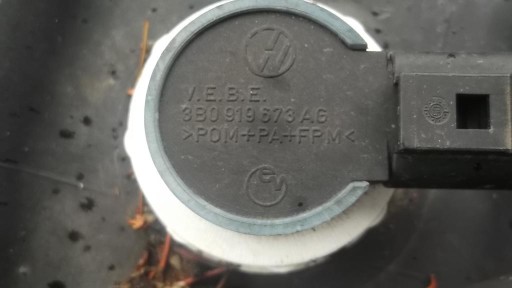 V.E.B.E.
3B0 919 673 AG
>POM+PA+FPM<